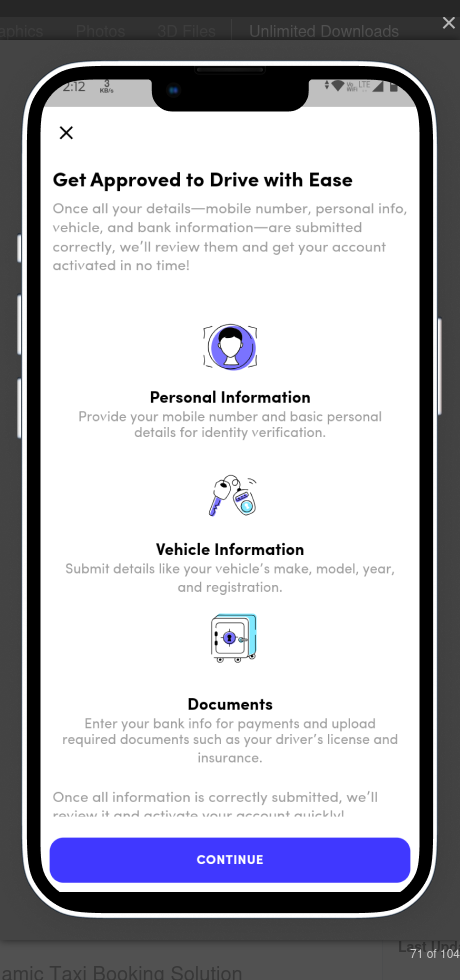 Photos
3D Files
Unlimited Downloads
2:12
3
KB/s
LTE
Get Approved to Drive with Ease
Once all your details—mobile number, personal info,
vehicle, and bank information—are submitted
correctly, we'll review them and get your account
activated in no time!
Personal Information
Provide your mobile number and basic personal
details for identity verification.
Vehicle Information
Submit details like your vehicle's make, model, year,
and registration.
Documents
Enter your bank info for payments and upload
required documents such as your driver's license and
insurance.
Once all information is correctly submitted, we'll
review it and activate your account quickly!
CONTINUE
Last
71 of 104
Taxi Booking Solution